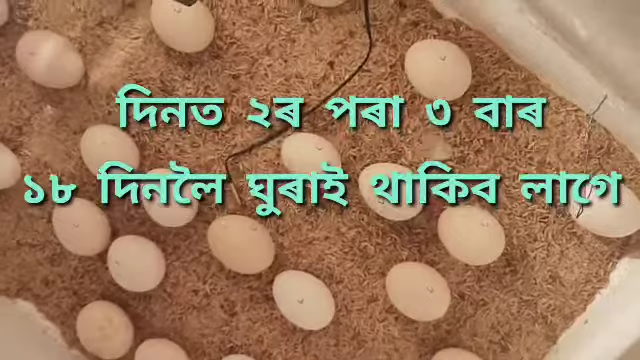 দিনত ২ৰ পৰা ৩ বাৰ
১৮ দিনলৈ ঘুৰাই থাকিব লাগে